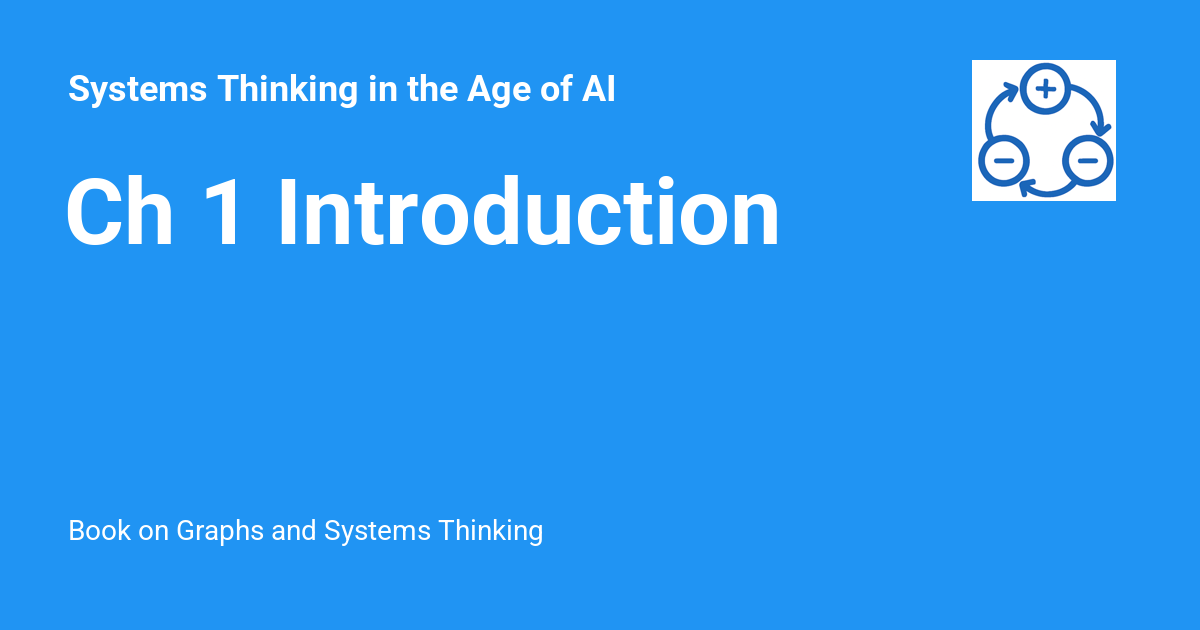 Systems Thinking in the Age of AI
Ch 1 Introduction
Book on Graphs and Systems Thinking